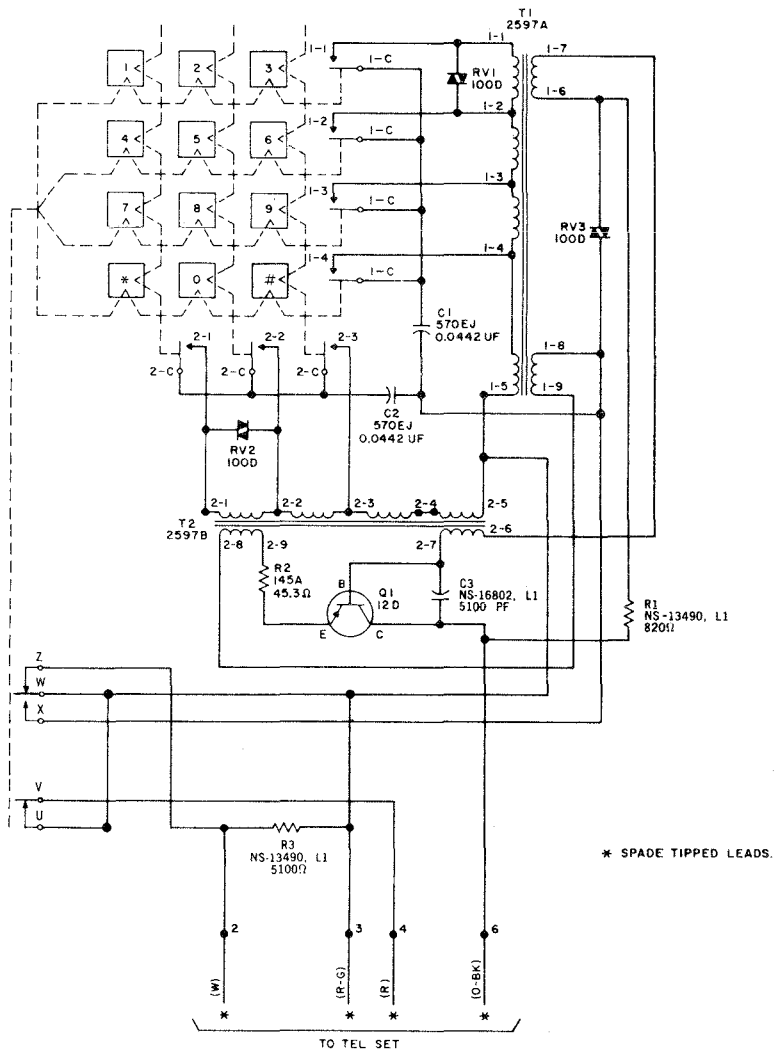 T1
2597A
1-1
1-7
1-1
1
2
3
1-C
RV1
100D
1-6
1-2
1-2
4
5
6
1-C
1-3
1-3
7
8
9
1-C
RV3
100D
1-4
1-4
*
0
#
1-C
C1
570EJ
0.0442 UF
2-1
2-2
2-3
1-8
2-C
2-C
2-C
1-5
1-9
C2
570EJ
0.0442 UF
RV2
100D
2-1
2-2
2-3
2-4
2-5
T2
2597B
2-8
2-9
2-7
2-6
R2
145A
45.3Ω
B
Q1
12D
E
C
C3
NS-16802, L1
5100 PF
R1
NS-13490, L1
820Ω
Z
W
X
V
U
R3
NS-13490, L1
5100Ω
* SPADE TIPPED LEADS.
2
3
4
6
(W)
(R-G)
(R)
(O-BK)
*
*
*
*
TO TEL SET